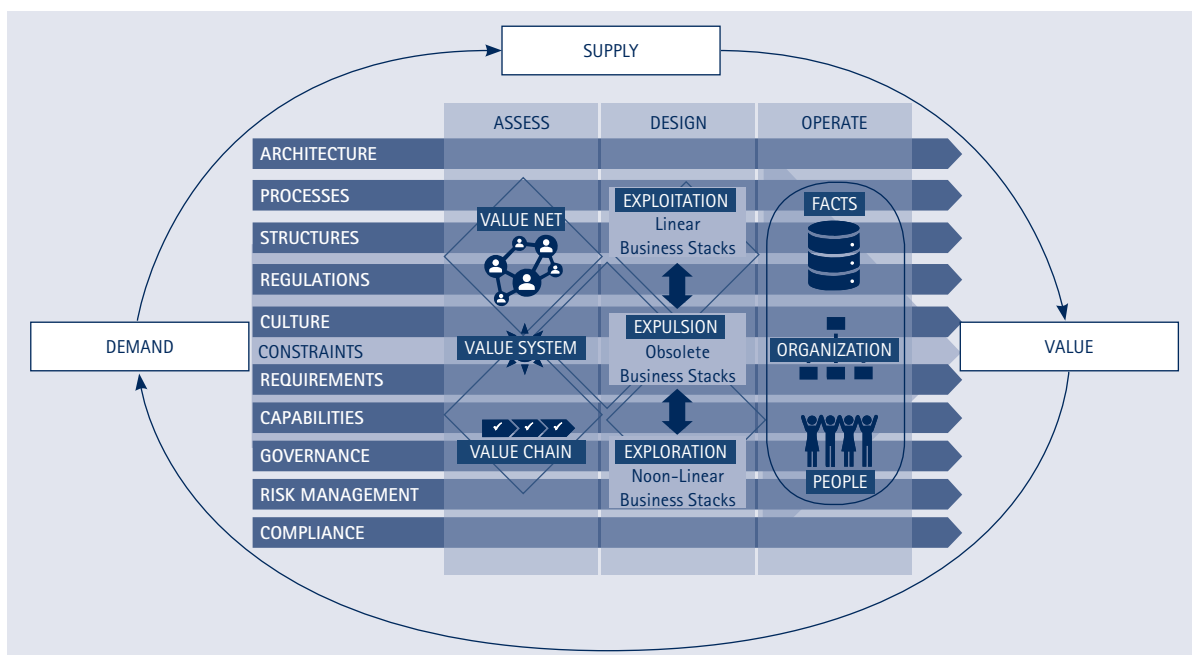 SUPPLY
ASSESS
DESIGN
OPERATE
ARCHITECTURE
PROCESSES
STRUCTURES
REGULATIONS
CULTURE
CONSTRAINTS
REQUIREMENTS
CAPABILITIES
GOVERNANCE
RISK MANAGEMENT
COMPLIANCE
DEMAND
VALUE NET
VALUE SYSTEM
VALUE CHAIN
EXPLOITATION
Linear
Business Stacks
EXPULSION
Obsolete
Business Stacks
EXPLORATION
Noon-Linear
Business Stacks
FACTS
ORGANIZATION
PEOPLE
VALUE